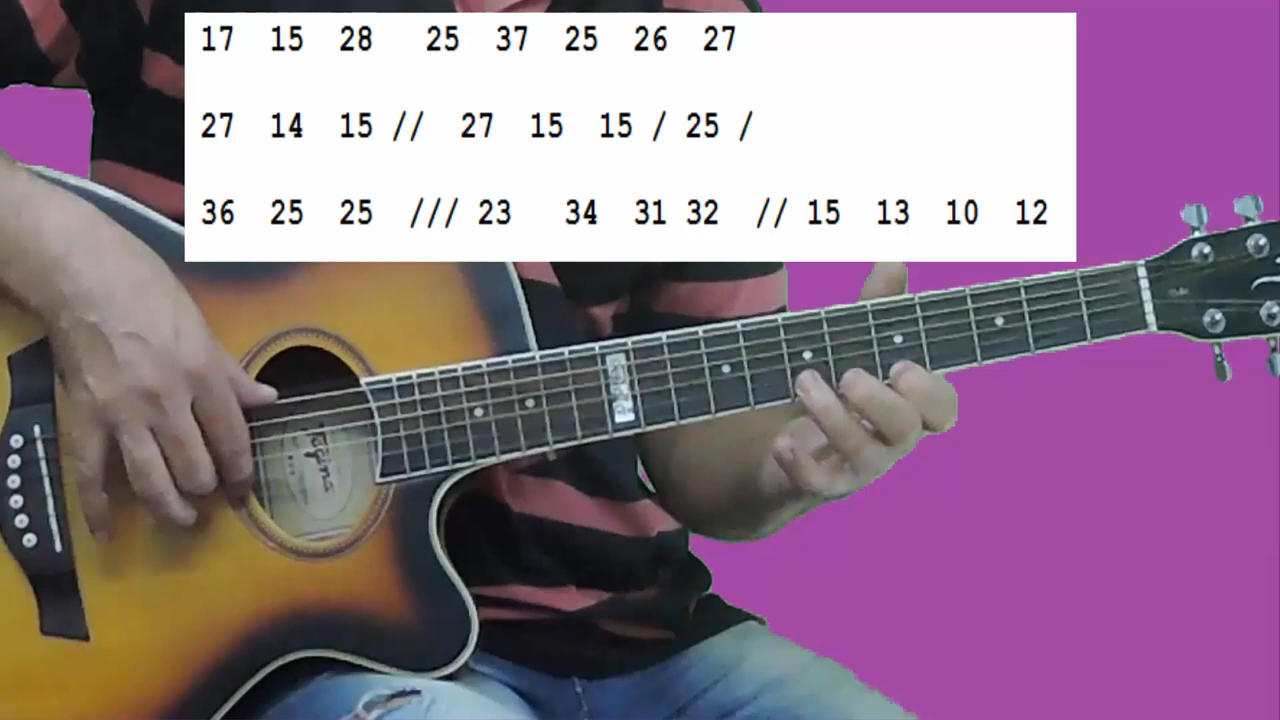 17 15 28 25 37 25 26 27
27 14 15 // 27 15 15 / 25 /
36 25 25 /// 23 34 31 32 // 15 13 10 12
Tagima